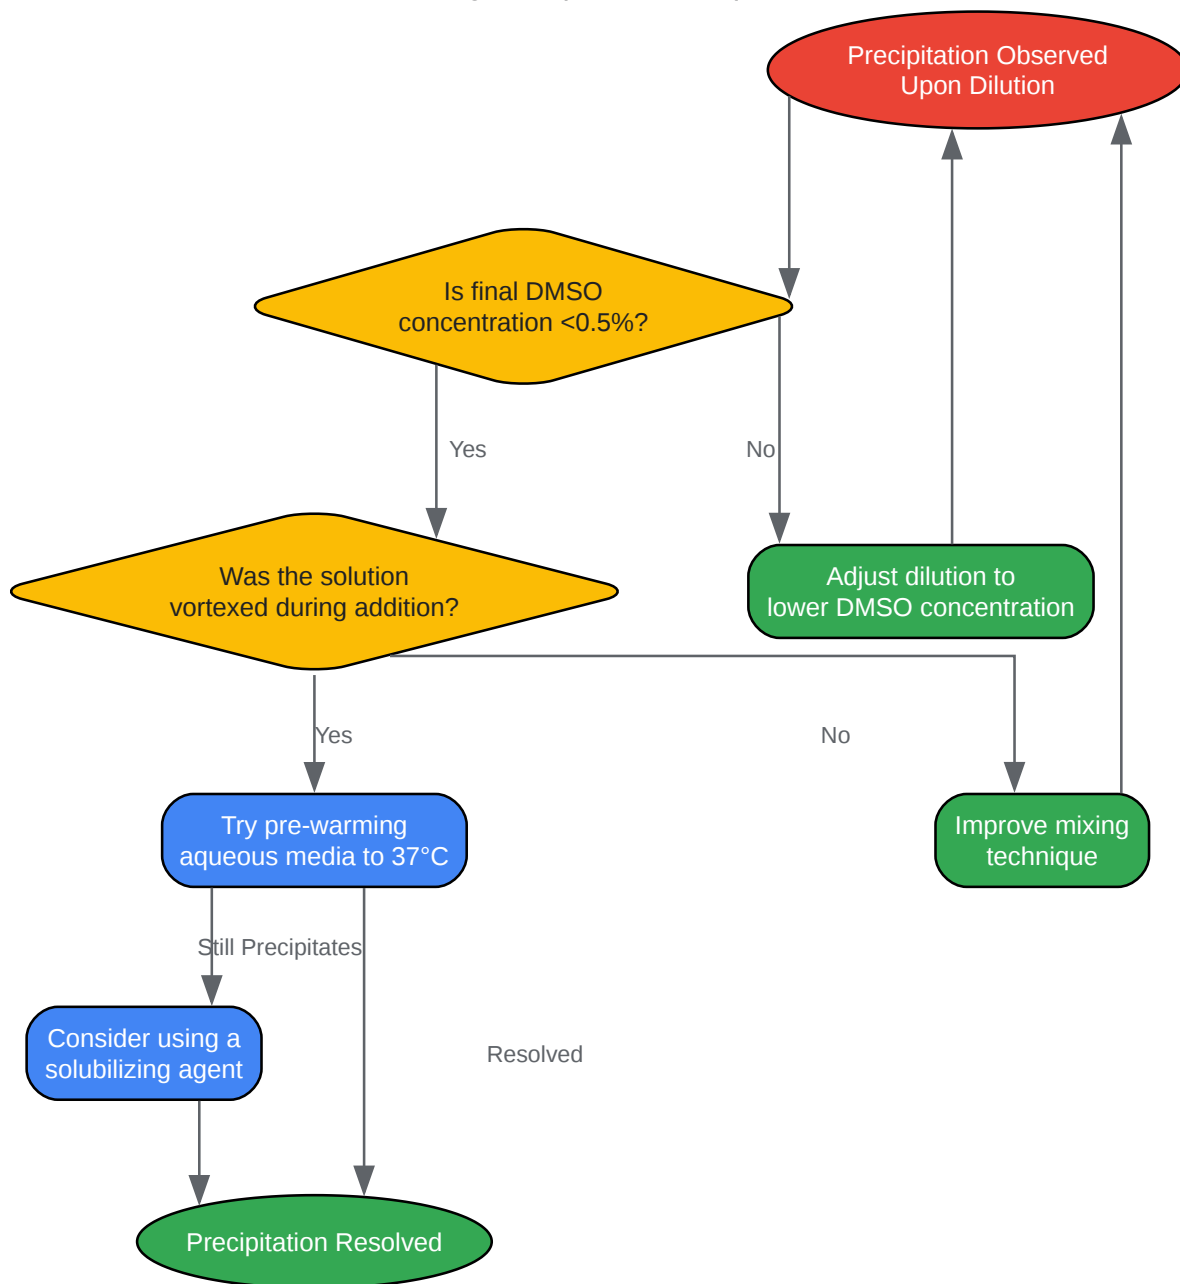 Precipitation Observed
Upon Dilution
Is final DMSO
concentration <0.5%?
Yes
No
Was the solution
vortexed during addition?
Adjust dilution to
lower DMSO concentration
Yes
No
Try pre-warming
aqueous media to 37°C
Improve mixing
technique
Still Precipitates
Consider using a
solubilizing agent
Resolved
Precipitation Resolved